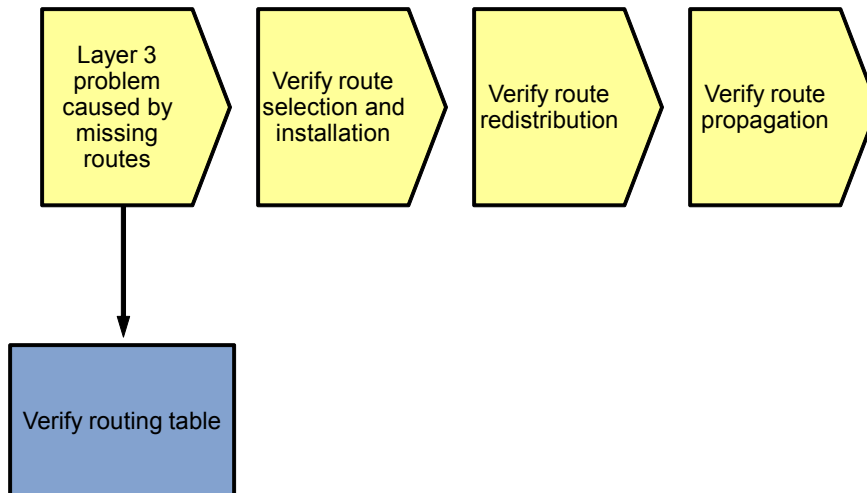 Layer 3
problem
caused by
missing
routes
Verify route
selection and
installation
Verify route
redistribution
Verify route
propagation
Verify routing table